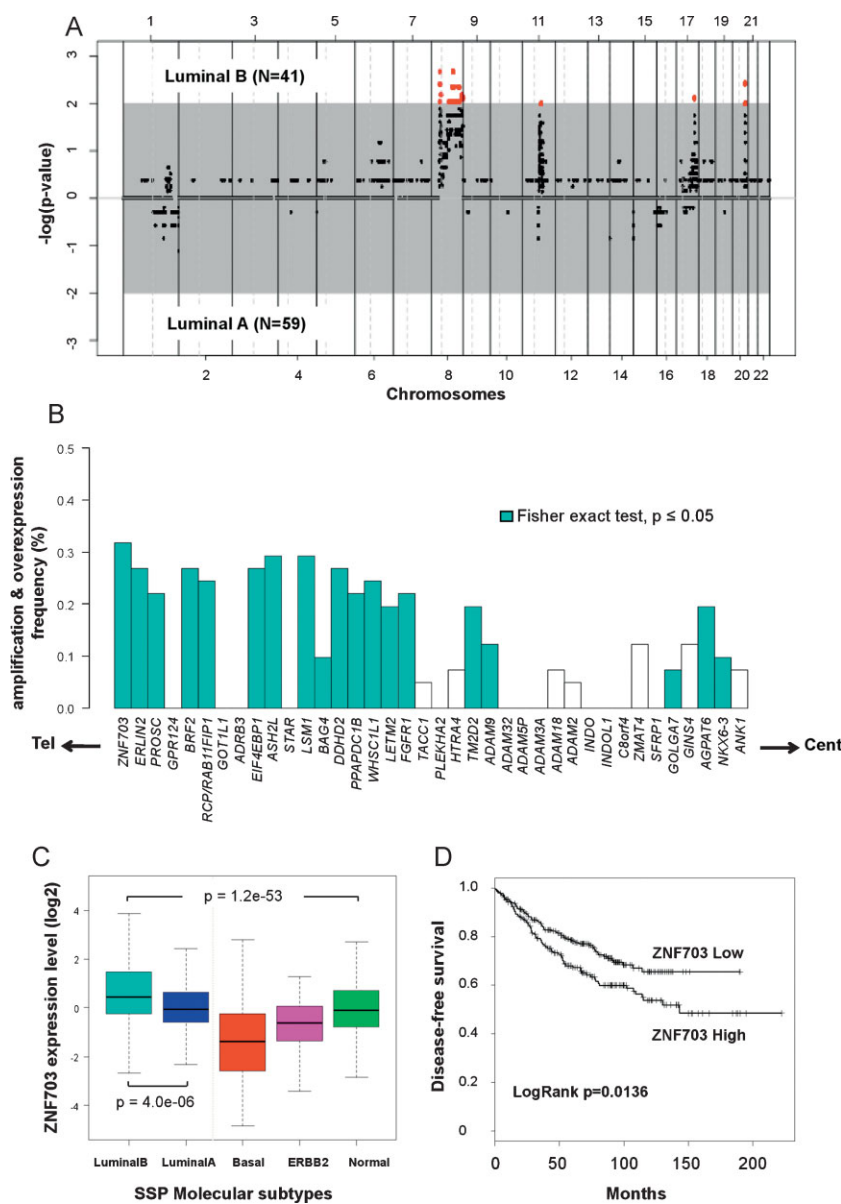 A
1 3 5 7 9 11 13 15 17 19 21
3
2
1
0
-1
-2
-3
-log(p-value)
Luminal B (N=41)
Luminal A (N=59)
2 4 6 8 10 12 14 16 18 20 22
Chromosomes
B
amplification & overexpression
frequency (%)
0.5
0.4
0.3
0.2
0.1
0.0
Fisher exact test, p ≤ 0.05
Tel
Cent
ZNF703
ERLIN2
PROSC
GPR124
BRF2
RCP/RAB11FIP1
GOT1L1
ADRB3
EIF4EBP1
ASH2L
STAR
LSM1
BAG4
DDHD2
PPAPDC1B
WHSC1L1
LETM2
FGFR1
TACC1
PLEKHA2
HTRA4
TM2D2
ADAM9
ADAM32
ADAM5P
ADAM3A
ADAM18
ADAM2
INDO
INDOL1
C8orf4
ZMAT4
SFRP1
GOLGA7
GINS4
AGPAT6
NKX6-3
ANK1
C
ZNF703 expression level (log2)
4
2
0
-2
-4
p = 1.2e-53
p = 4.0e-06
LuminalB LuminalA Basal ERBB2 Normal
SSP Molecular subtypes
D
Disease-free survival
1.0
0.8
0.6
0.4
0.2
0
ZNF703 Low
ZNF703 High
LogRank p=0.0136
0 50 100 150 200
Months